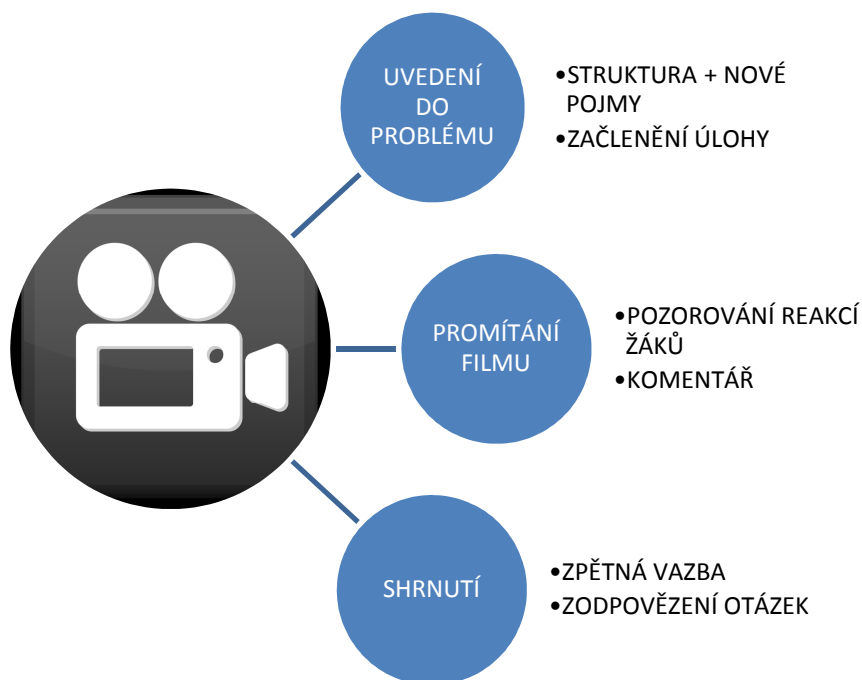 UVEDENÍ
DO
PROBLÉMU
•STRUKTURA + NOVÉ
POJMY
•ZAČLENĚNÍ ÚLOHY
PROMÍTÁNÍ
FILMU
•POZOROVÁNÍ REAKCÍ
ŽÁKŮ
•KOMENTÁŘ
SHRNUTÍ
•ZPĚTNÁ VAZBA
•ZODPOVĚZENÍ OTÁZEK